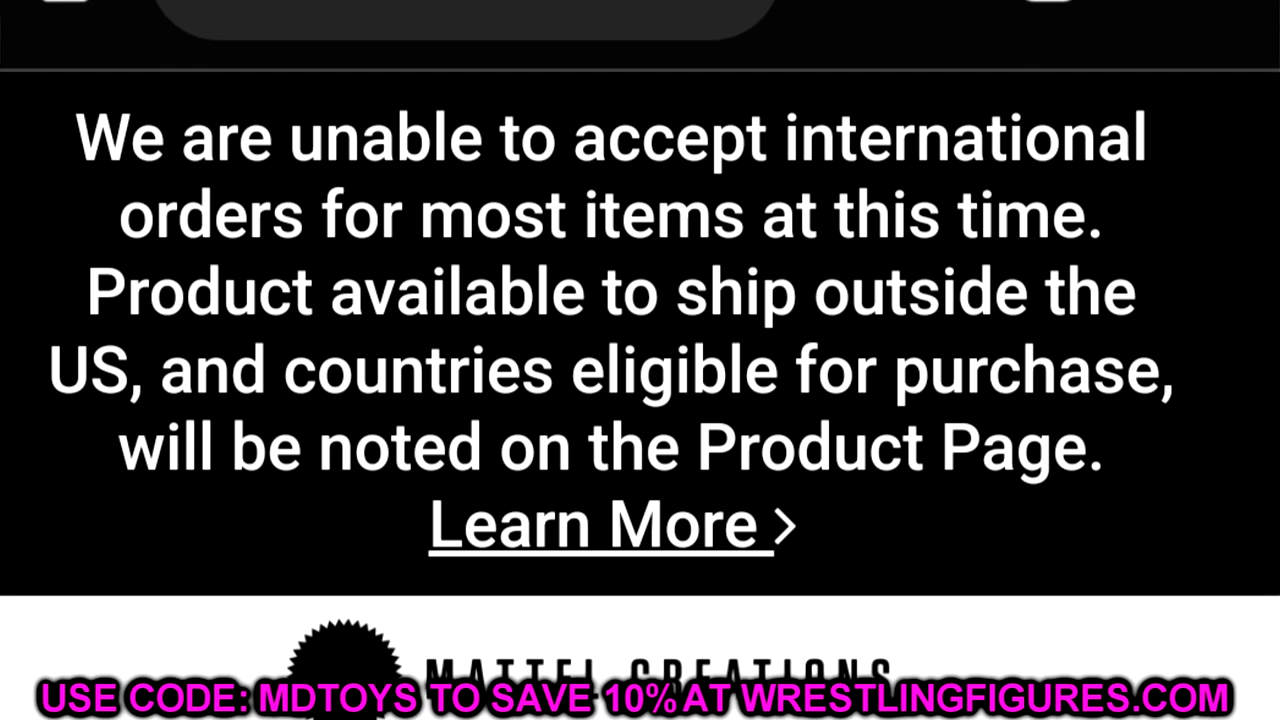 We are unable to accept international
orders for most items at this time.
Product available to ship outside the
US, and countries eligible for purchase,
will be noted on the Product Page.
Learn More >
MATTEL CREATIONS
USE CODE: MDTOYS TO SAVE 10% AT WRESTLINGFIGURES.COM